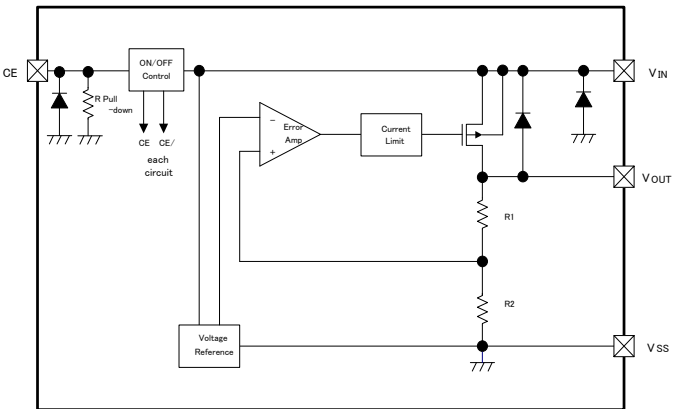 CE
ON/OFF
Control
VIN
R Pull
-down
CE CE/
each
circuit
-
Error
Amp
+
Current
Limit
VOUT
R1
R2
Voltage
Reference
VSS